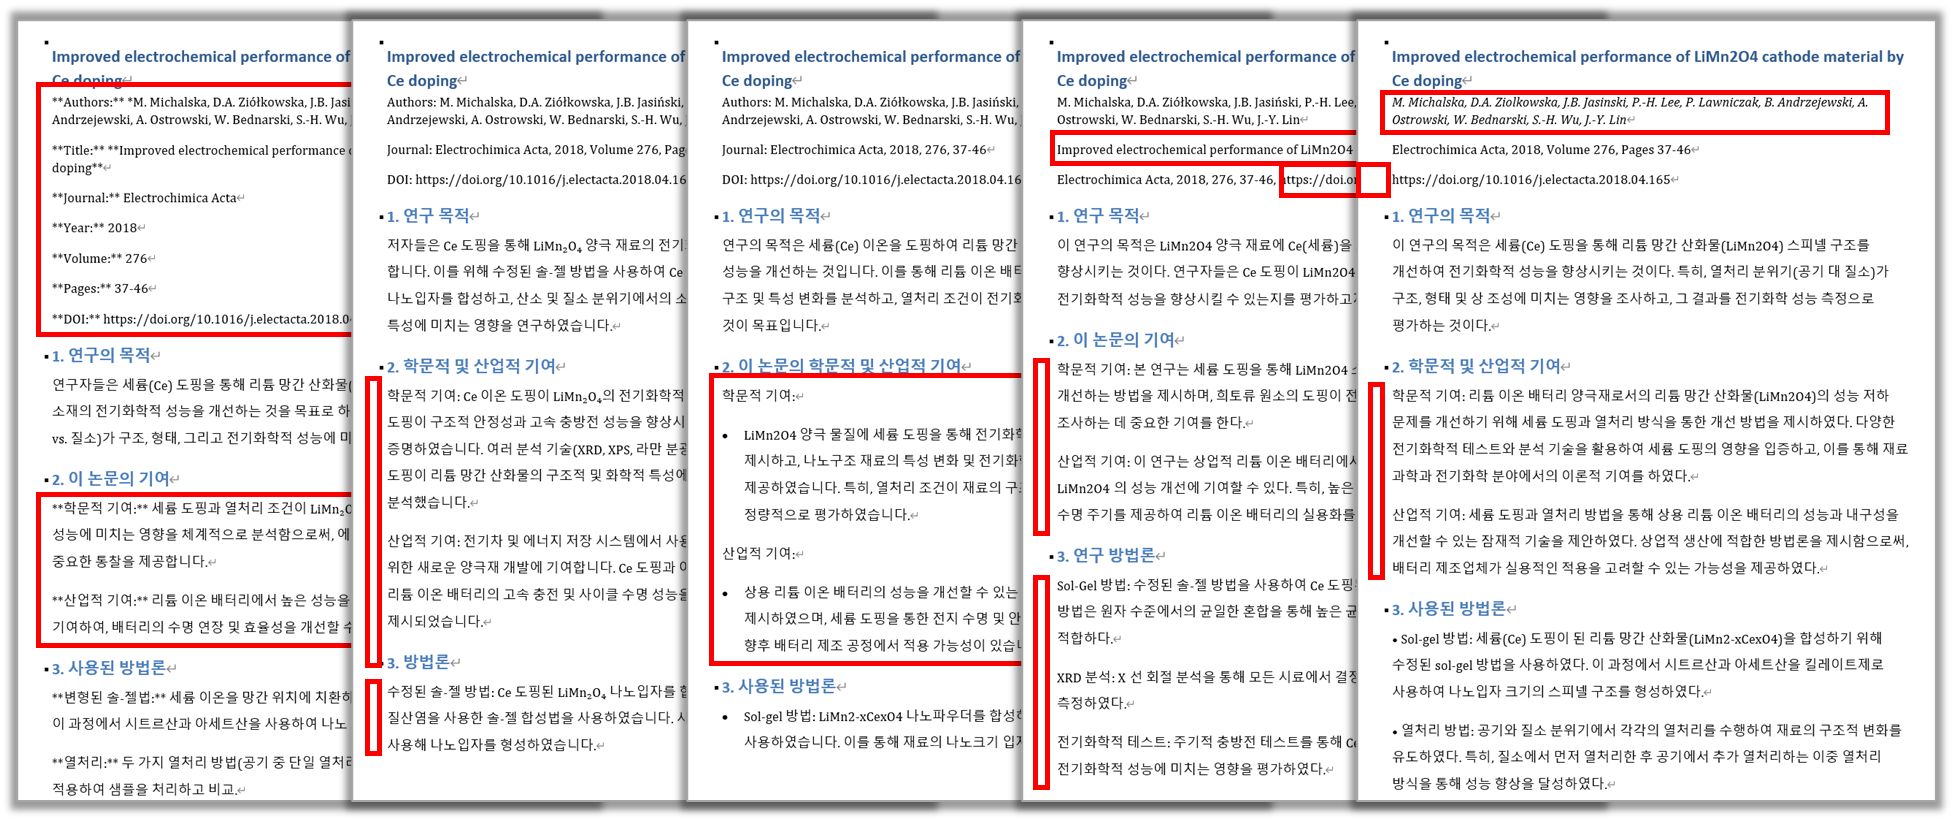 Improved electrochemical performance of
Ce doping↵
**Authors:** *M. Michalska, D.A. Ziółkowska, J.B. Jasi
Andrzejewski, A. Ostrowski, W. Bednarski, S.-H. Wu,
**Title:** **Improved electrochemical performance
doping**↵
**Journal:** Electrochimica Acta↵
**Year:** 2018↵
**Volume:** 276↵
**Pages:** 37-46↵
**DOI:** https://doi.org/10.1016/j.electacta.2018.0
1. 연구의 목적↵
연구자들은 세륨(Ce) 도핑을 통해 리튬 망간 산화물(
소재의 전기화학적 성능을 개선하는 것을 목표로 하
vs. 질소)가 구조, 형태, 그리고 전기화학적 성능에 미
2. 이 논문의 기여↵
**학문적 기여:** 세륨 도핑과 열처리 조건이 LiMn₂O
성능에 미치는 영향을 체계적으로 분석함으로써, 에
중요한 통찰을 제공합니다.↵
**산업적 기여:** 리튬 이온 배터리에서 높은 성능을
기여하여, 배터리의 수명 연장 및 효율성을 개선할 수
3. 사용된 방법론↵
**변형된 솔-젤법:** 세륨 이온을 망간 위치에 치환하
이 과정에서 시트르산과 아세트산을 사용하여 나노
**열처리:** 두 가지 열처리 방법(공기 중 단일 열처리
적용하여 샘플을 처리하고 비교.↵
Improved electrochemical performance of
Ce doping↵
Authors: M. Michalska, D.A. Ziółkowska, J.B. Jasiński,
Andrzejewski, A. Ostrowski, W. Bednarski, S.-H. Wu, J
Journal: Electrochimica Acta, 2018, Volume 276, Pag
DOI: https://doi.org/10.1016/j.electacta.2018.04.16
1. 연구 목적↵
저자들은 Ce 도핑을 통해 LiMn₂O₄ 양극 재료의 전기
합니다. 이를 위해 수정된 솔-젤 방법을 사용하여 Ce
나노입자를 합성하고, 산소 및 질소 분위기에서의 소
특성에 미치는 영향을 연구하였습니다.↵
2. 학문적 및 산업적 기여↵
학문적 기여: Ce 이온 도핑이 LiMn₂O₄의 전기화학적
도핑이 구조적 안정성과 고속 충방전 성능을 향상시
증명하였습니다. 여러 분석 기술(XRD, XPS, 라만 분광
도핑이 리튬 망간 산화물의 구조적 및 화학적 특성에
분석했습니다.↵
산업적 기여: 전기차 및 에너지 저장 시스템에서 사용
위한 새로운 양극재 개발에 기여합니다. Ce 도핑과 이
리튬 이온 배터리의 고속 충전 및 사이클 수명 성능을
제시되었습니다.↵
3. 방법론↵
수정된 솔-젤 방법: Ce 도핑된 LiMn₂O₄ 나노입자를 합
질산염을 사용한 솔-젤 합성법을 사용하였습니다. 시
사용해 나노입자를 형성하였습니다.↵
Improved electrochemical performance of
Ce doping↵
Authors: M. Michalska, D.A. Ziółkowska, J.B. Jasiński,
Andrzejewski, A. Ostrowski, W. Bednarski, S.-H. Wu, J
Journal: Electrochimica Acta, 2018, 276, 37-46↵
DOI: https://doi.org/10.1016/j.electacta.2018.04.16
1. 연구의 목적↵
연구의 목적은 세륨(Ce) 이온을 도핑하여 리튬 망간
성능을 개선하는 것입니다. 이를 통해 리튬 이온 배터
구조 및 특성 변화를 분석하고, 열처리 조건이 전기화
것이 목표입니다.↵
2. 이 논문의 학문적 및 산업적 기여↵
학문적 기여:↵
• LiMn2O4 양극 물질에 세륨 도핑을 통해 전기화학
제시하고, 나노구조 재료의 특성 변화 및 전기화
제공하였습니다. 특히, 열처리 조건이 재료의 구
정량적으로 평가하였습니다.↵
산업적 기여:↵
• 상용 리튬 이온 배터리의 성능을 개선할 수 있는
제시하였으며, 세륨 도핑을 통한 전지 수명 및 안
향후 배터리 제조 공정에서 적용 가능성이 있습니
3. 사용된 방법론↵
• Sol-gel 방법: LiMn2-xCexO4 나노파우더를 합성하
사용하였습니다. 이를 통해 재료의 나노크기 입자
Improved electrochemical performance of
Ce doping↵
M. Michalska, D.A. Ziółkowska, J.B. Jasiński, P.-H. Lee,
Ostrowski, W. Bednarski, S.-H. Wu, J.-Y. Lin↵
Improved electrochemical performance of LiMn2O4
Electrochimica Acta, 2018, 276, 37-46, https://doi.or
1. 연구 목적↵
이 연구의 목적은 LiMn2O4 양극 재료에 Ce(세륨)을
향상시키는 것이다. 연구자들은 Ce 도핑이 LiMn2O4
전기화학적 성능을 향상시킬 수 있는지를 평가하고자
2. 이 논문의 기여↵
학문적 기여: 본 연구는 세륨 도핑을 통해 LiMn2O4 스
개선하는 방법을 제시하며, 희토류 원소의 도핑이 전
조사하는 데 중요한 기여를 한다.↵
산업적 기여: 이 연구는 상업적 리튬 이온 배터리에서
LiMn2O4 의 성능 개선에 기여할 수 있다. 특히, 높은
수명 주기를 제공하여 리튬 이온 배터리의 실용화를
3. 연구 방법론↵
Sol-Gel 방법: 수정된 솔-젤 방법을 사용하여 Ce 도핑
방법은 원자 수준에서의 균일한 혼합을 통해 높은 균
적합하다.↵
XRD 분석: X 선 회절 분석을 통해 모든 시료에서 결정
측정하였다.↵
전기화학적 테스트: 주기적 충방전 테스트를 통해 Ce
전기화학적 성능에 미치는 영향을 평가하였다.↵
Improved electrochemical performance of LiMn2O4 cathode material by
Ce doping↵
M. Michalska, D.A. Ziolkowska, J.B. Jasinski, P.-H. Lee, P. Lawniczak, B. Andrzejewski, A.
Ostrowski, W. Bednarski, S.-H. Wu, J.-Y. Lin↵
Electrochimica Acta, 2018, Volume 276, Pages 37-46↵
https://doi.org/10.1016/j.electacta.2018.04.165↵
1. 연구의 목적↵
이 연구의 목적은 세륨(Ce) 도핑을 통해 리튬 망간 산화물(LiMn2O4) 스피넬 구조를
개선하여 전기화학적 성능을 향상시키는 것이다. 특히, 열처리 분위기(공기 대 질소)가
구조, 형태 및 상 조성에 미치는 영향을 조사하고, 그 결과를 전기화학 성능 측정으로
평가하는 것이다.↵
2. 학문적 및 산업적 기여↵
학문적 기여: 리튬 이온 배터리 양극재로서의 리튬 망간 산화물(LiMn2O4)의 성능 저하
문제를 개선하기 위해 세륨 도핑과 열처리 방식을 통한 개선 방법을 제시하였다. 다양한
전기화학적 테스트와 분석 기술을 활용하여 세륨 도핑의 영향을 입증하고, 이를 통해 재료
과학과 전기화학 분야에서의 이론적 기여를 하였다.↵
산업적 기여: 세륨 도핑과 열처리 방법을 통해 상용 리튬 이온 배터리의 성능과 내구성을
개선할 수 있는 잠재적 기술을 제안하였다. 상업적 생산에 적합한 방법론을 제시함으로써,
배터리 제조업체가 실용적인 적용을 고려할 수 있는 가능성을 제공하였다.↵
3. 사용된 방법론↵
• Sol-gel 방법: 세륨(Ce) 도핑이 된 리튬 망간 산화물(LiMn2-xCexO4)을 합성하기 위해
수정된 sol-gel 방법을 사용하였다. 이 과정에서 시트르산과 아세트산을 킬레이트제로
사용하여 나노입자 크기의 스피넬 구조를 형성하였다.↵
• 열처리 방법: 공기와 질소 분위기에서 각각의 열처리를 수행하여 재료의 구조적 변화를
유도하였다. 특히, 질소에서 먼저 열처리한 후 공기에서 추가 열처리하는 이중 열처리
방식을 통해 성능 향상을 달성하였다.↵